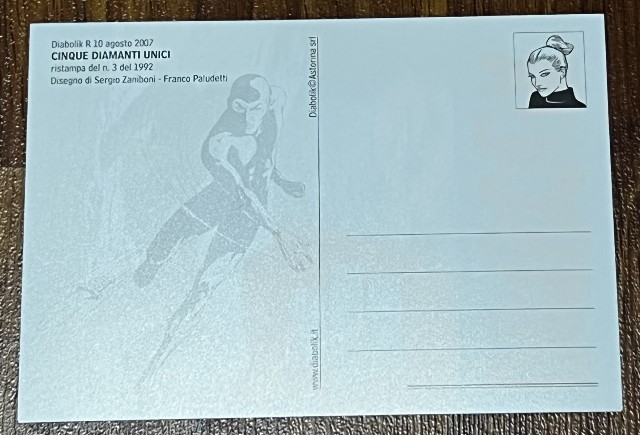 Diabolik R 10 agosto 2007
CINQUE DIAMANTI UNICI
ristampa del n. 3 del 1992
Disegno di Sergio Zaniboni - Franco Paludetti
Diabolik©Astorina srl
www.diabolik.it